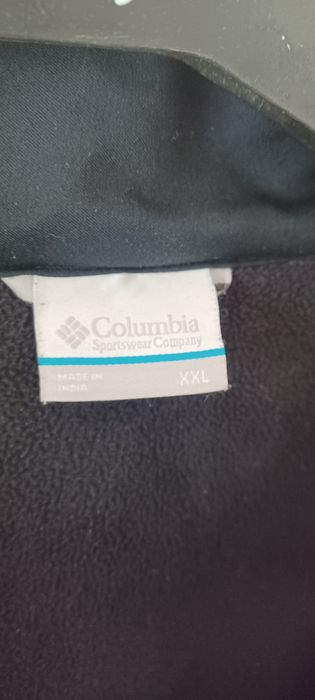 Columbia
Sportswear Company
MADE IN
INDIA
XXL